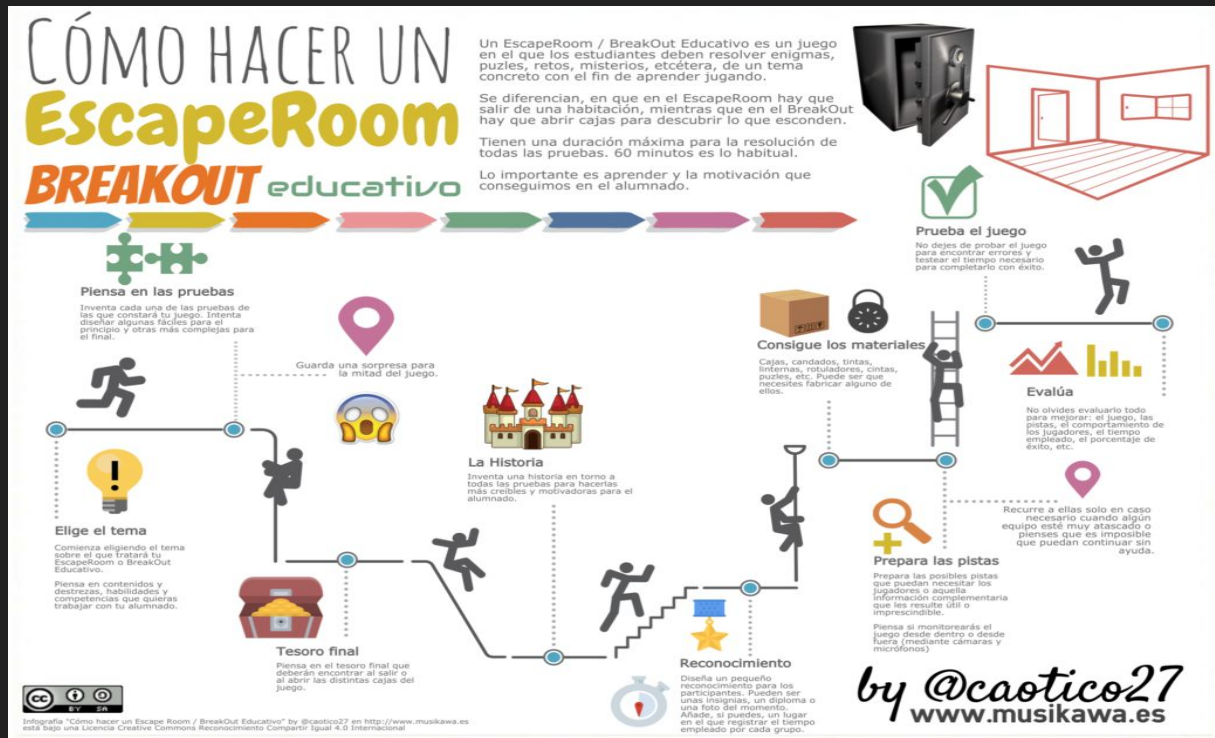 CÓMO HACER UN
EscapeRoom
BREAKOUT educativo
Un EscapeRoom / BreakOut Educativo es un juego
en el que los estudiantes deben resolver enigmas,
puzles, retos, misterios, etcétera, de un tema
concreto con el fin de aprender jugando.
Se diferencian, en que en el EscapeRoom hay que
salir de una habitación, mientras que en el BreakOut
hay que abrir cajas para descubrir lo que esconden.
Tienen una duración máxima para la resolución de
todas las pruebas. 60 minutos es lo habitual.
Lo importante es aprender y la motivación que
conseguimos en el alumnado.
Piensa en las pruebas
Inventa cada una de las pruebas de
las que constará tu juego. Intenta
diseñar algunas fáciles para el
principio y otras más complejas para
el final.
Guarda una sorpresa para
la mitad del juego.
Elige el tema
Comienza eligiendo el tema
sobre el que tratará tu
EscapeRoom o BreakOut
Educativo.
Piensa en contenidos y
destrezas, habilidades y
competencias que quieras
trabajar con tu alumnado.
Tesoro final
Piensa en el tesoro final que
deberán encontrar al salir o
al abrir las distintas cajas del
juego.
La Historia
Inventa una historia en torno a
todas las pruebas para hacerlas
más creíbles y motivadoras para el
alumnado.
Reconocimiento
Diseña un pequeño
reconocimiento para los
participantes. Pueden ser
unas insignias, un diploma o
una foto del momento.
Añade, si puedes, un lugar
en el que registrar el tiempo
empleado por cada grupo.
Consigue los materiales
Cajas, candados, tintas,
linternas, rotuladores, cintas,
puzles, etc. Puede ser que
necesites fabricar alguno de
ellos.
Prepara las pistas
Prepara las posibles pistas
que puedan necesitar los
jugadores o aquella
información complementaria
que les resulte útil o
imprescindible.
Piensa si monitorearás el
juego desde dentro o desde
fuera (mediante cámaras y
micrófonos)
Recurre a ellas solo en caso
necesario cuando algún
equipo esté muy atascado o
pienses que es imposible
que puedan continuar sin
ayuda.
Prueba el juego
No dejes de probar el juego
para encontrar errores y
testear el tiempo necesario
para completarlo con éxito.
Evalúa
No olvides evaluarlo todo
para mejorar: el juego, las
pistas, el comportamiento de
los jugadores, el tiempo
empleado, el porcentaje de
éxito, etc.
cc BY SA
Infografía "Cómo hacer un Escape Room / BreakOut Educativo" by @caotico27 en http://www.musikawa.es
está bajo una Licencia Creative Commons Reconocimiento Compartir Igual 4.0 Internacional
by @caotico27
www.musikawa.es